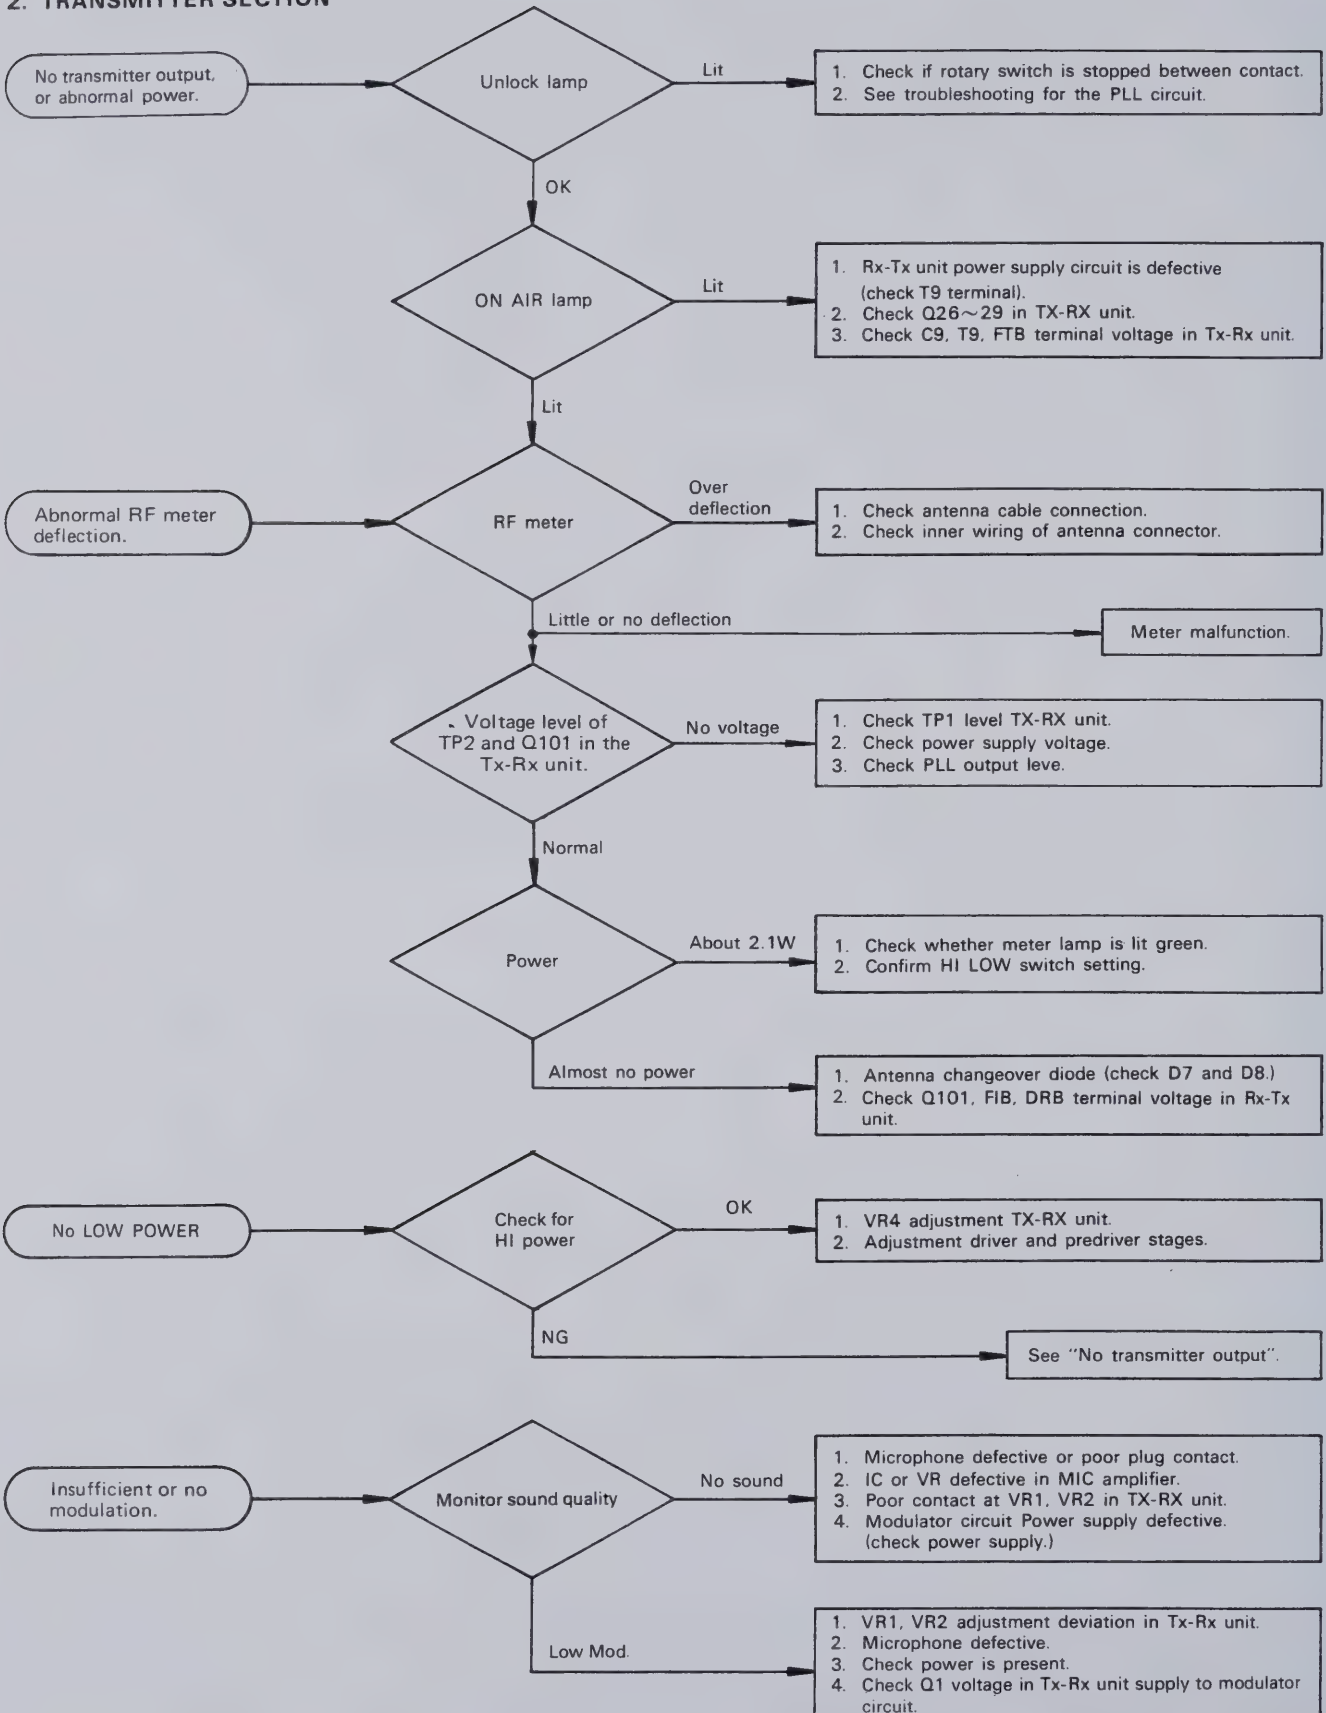 2. TRANSMITTER SECTION
No transmitter output,
or abnormal power.
Unlock lamp
Lit
1. Check if rotary switch is stopped between contact.
2. See troubleshooting for the PLL circuit.
OK
ON AIR lamp
Lit
1. Rx-Tx unit power supply circuit is defective
(check T9 terminal).
2. Check Q26~29 in TX-RX unit.
3. Check C9, T9, FTB terminal voltage in Tx-Rx unit.
Lit
Abnormal RF meter
deflection.
RF meter
Over
deflection
1. Check antenna cable connection.
2. Check inner wiring of antenna connector.
Little or no deflection
Meter malfunction.
Voltage level of
TP2 and Q101 in the
Tx-Rx unit.
No voltage
1. Check TP1 level TX-RX unit.
2. Check power supply voltage.
3. Check PLL output leve.
Normal
Power
About 2.1W
1. Check whether meter lamp is lit green.
2. Confirm HI LOW switch setting.
Almost no power
1. Antenna changeover diode (check D7 and D8.)
2. Check Q101, FIB, DRB terminal voltage in Rx-Tx
unit.
No LOW POWER
Check for
HI power
OK
1. VR4 adjustment TX-RX unit.
2. Adjustment driver and predriver stages.
NG
See "No transmitter output".
Insufficient or no
modulation.
Monitor sound quality
No sound
1. Microphone defective or poor plug contact.
2. IC or VR defective in MIC amplifier.
3. Poor contact at VR1, VR2 in TX-RX unit.
4. Modulator circuit Power supply defective.
(check power supply.)
Low Mod.
1. VR1, VR2 adjustment deviation in Tx-Rx unit.
2. Microphone defective.
3. Check power is present.
4. Check Q1 voltage in Tx-Rx unit supply to modulator
circuit.